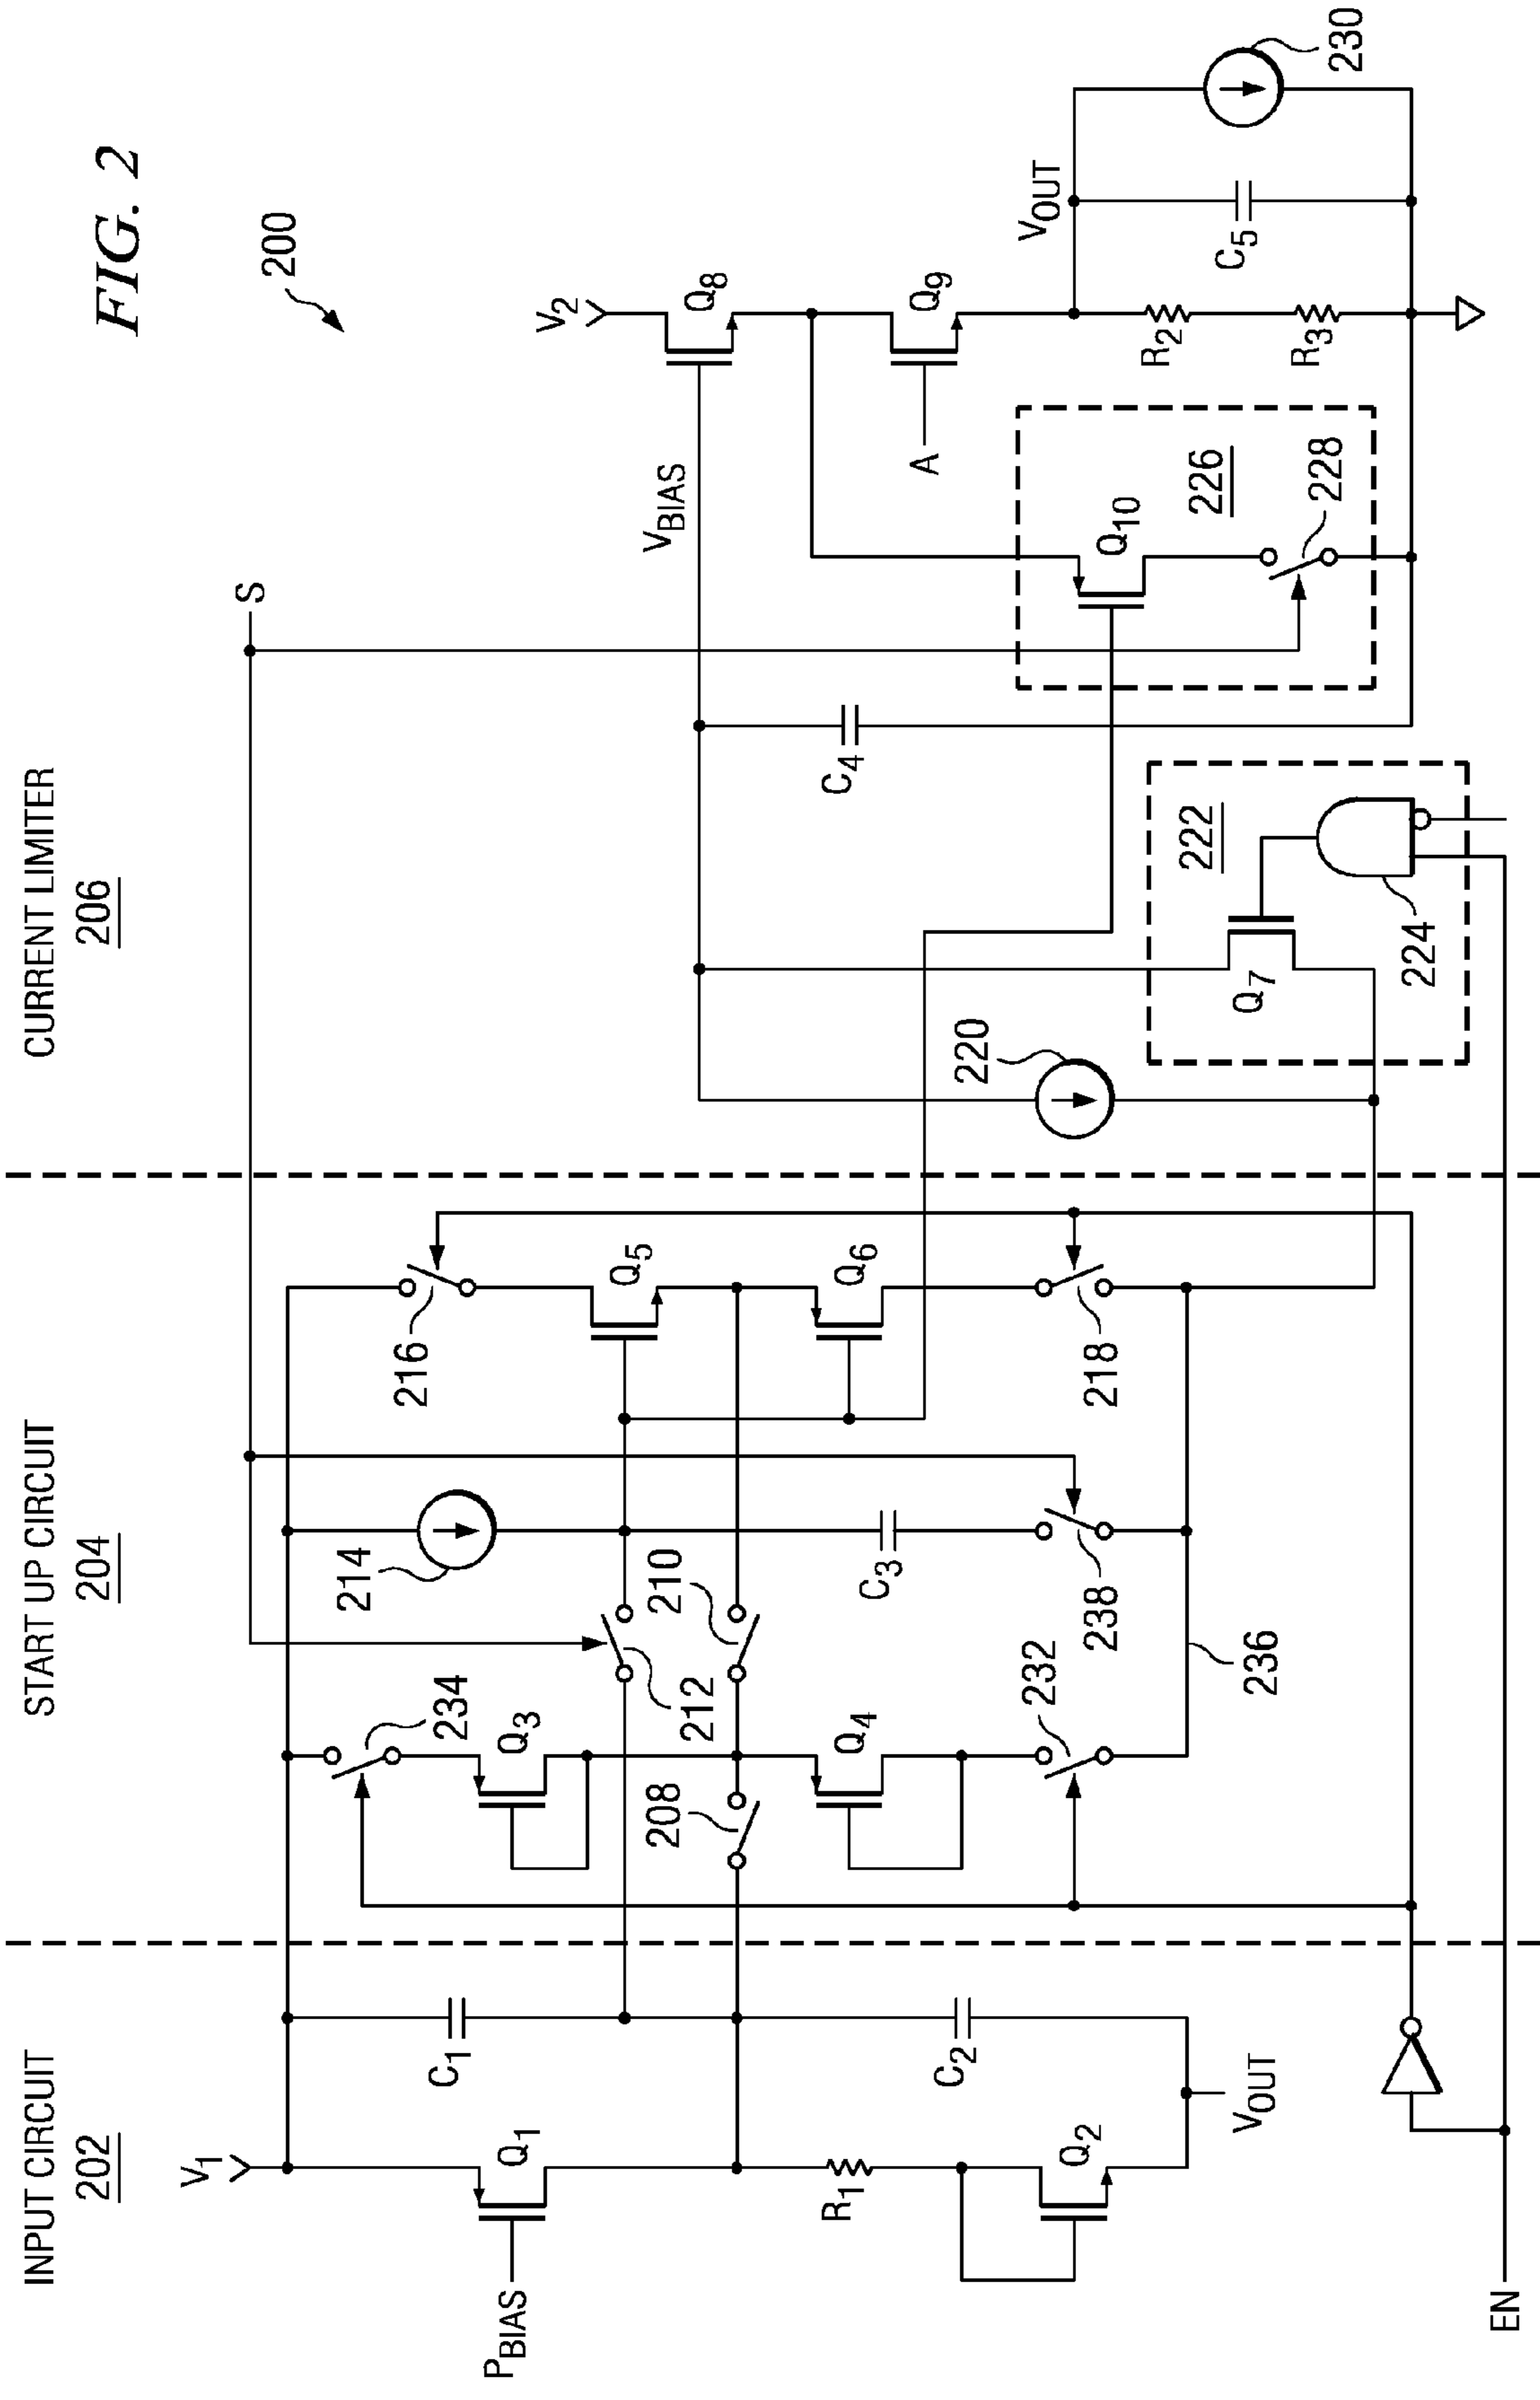 FIG. 2
200
INPUT CIRCUIT
202
START UP CIRCUIT
204
CURRENT LIMITER
206
V1
PBIAS
Q1
C1
R1
C2
Q2
VOUT
EN
234
Q3
208
Q4
232
212
210
214
C3
238
236
216
Q5
Q6
218
S
220
222
Q7
224
C4
VBIAS
V2
Q8
A
Q9
226
Q10
228
VOUT
R2
R3
C5
230